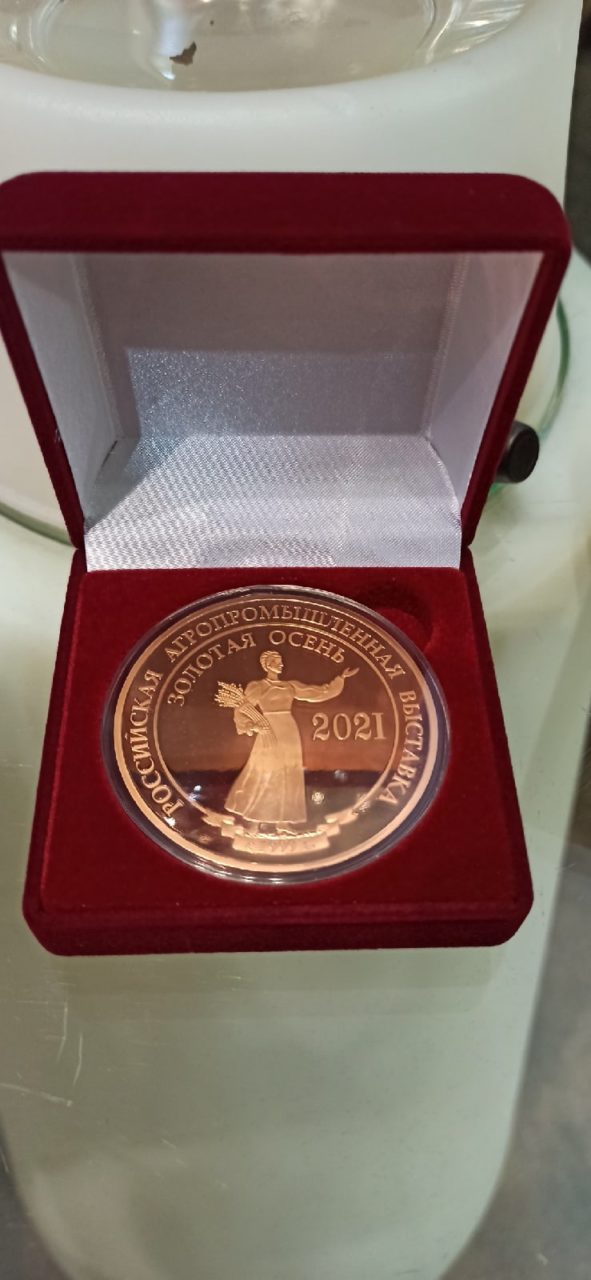 РОССИЙСКАЯ АГРОПРОМЫШЛЕННАЯ ВЫСТАВКА
ЗОЛОТАЯ ОСЕНЬ
2021